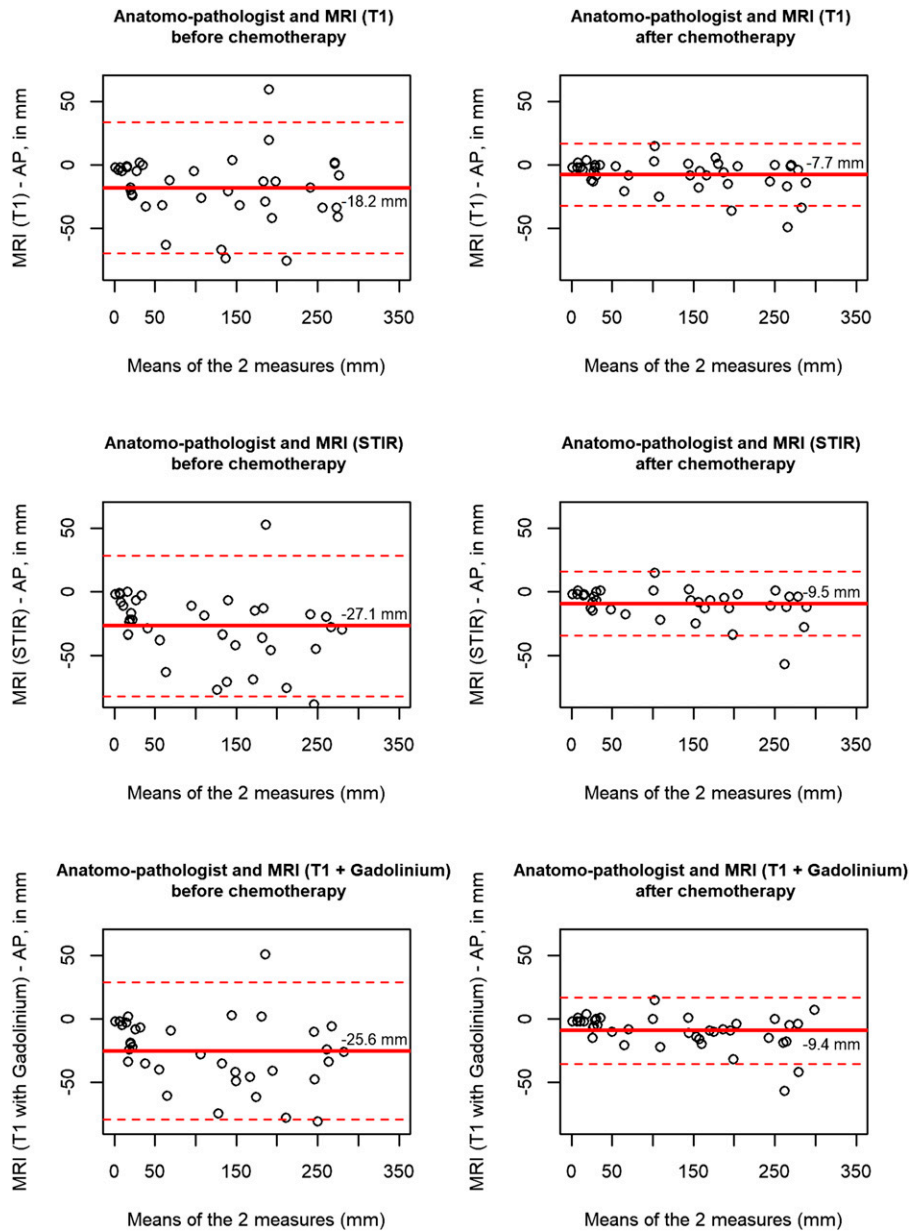 Anatomo-pathologist and MRI (T1)
before chemotherapy
MRI (T1) - AP, in mm
50
0
-50
-18.2 mm
0 50 150 250 350
Means of the 2 measures (mm)
Anatomo-pathologist and MRI (T1)
after chemotherapy
MRI (T1) - AP, in mm
50
0
-50
-7.7 mm
0 50 150 250 350
Means of the 2 measures (mm)
Anatomo-pathologist and MRI (STIR)
before chemotherapy
MRI (STIR) - AP, in mm
50
0
-50
-27.1 mm
0 50 150 250 350
Means of the 2 measures (mm)
Anatomo-pathologist and MRI (STIR)
after chemotherapy
MRI (STIR) - AP, in mm
50
0
-50
-9.5 mm
0 50 150 250 350
Means of the 2 measures (mm)
Anatomo-pathologist and MRI (T1 + Gadolinium)
before chemotherapy
MRI (T1 with Gadolinium) - AP, in mm
50
0
-50
-25.6 mm
0 50 150 250 350
Means of the 2 measures (mm)
Anatomo-pathologist and MRI (T1 + Gadolinium)
after chemotherapy
MRI (T1 with Gadolinium) - AP, in mm
50
0
-50
-9.4 mm
0 50 150 250 350
Means of the 2 measures (mm)